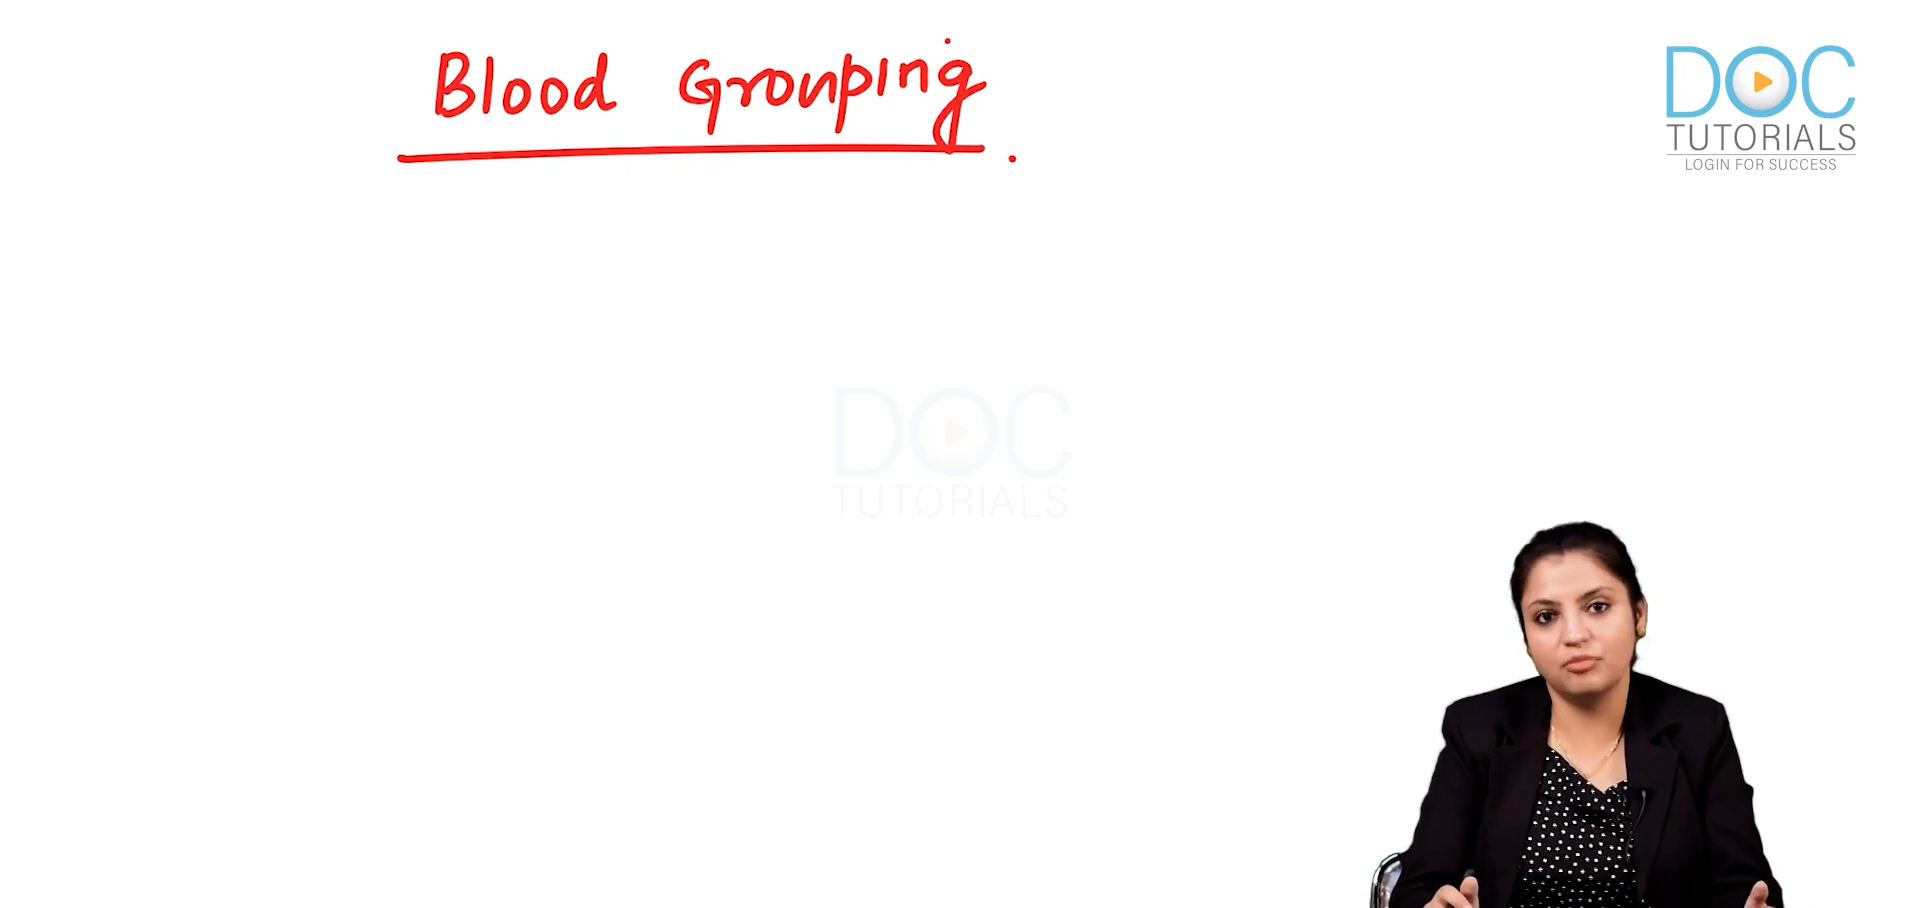 Blood Grouping.
DOC
TUTORIALS
LOGIN FOR SUCCESS
DOC
TUTORIALS